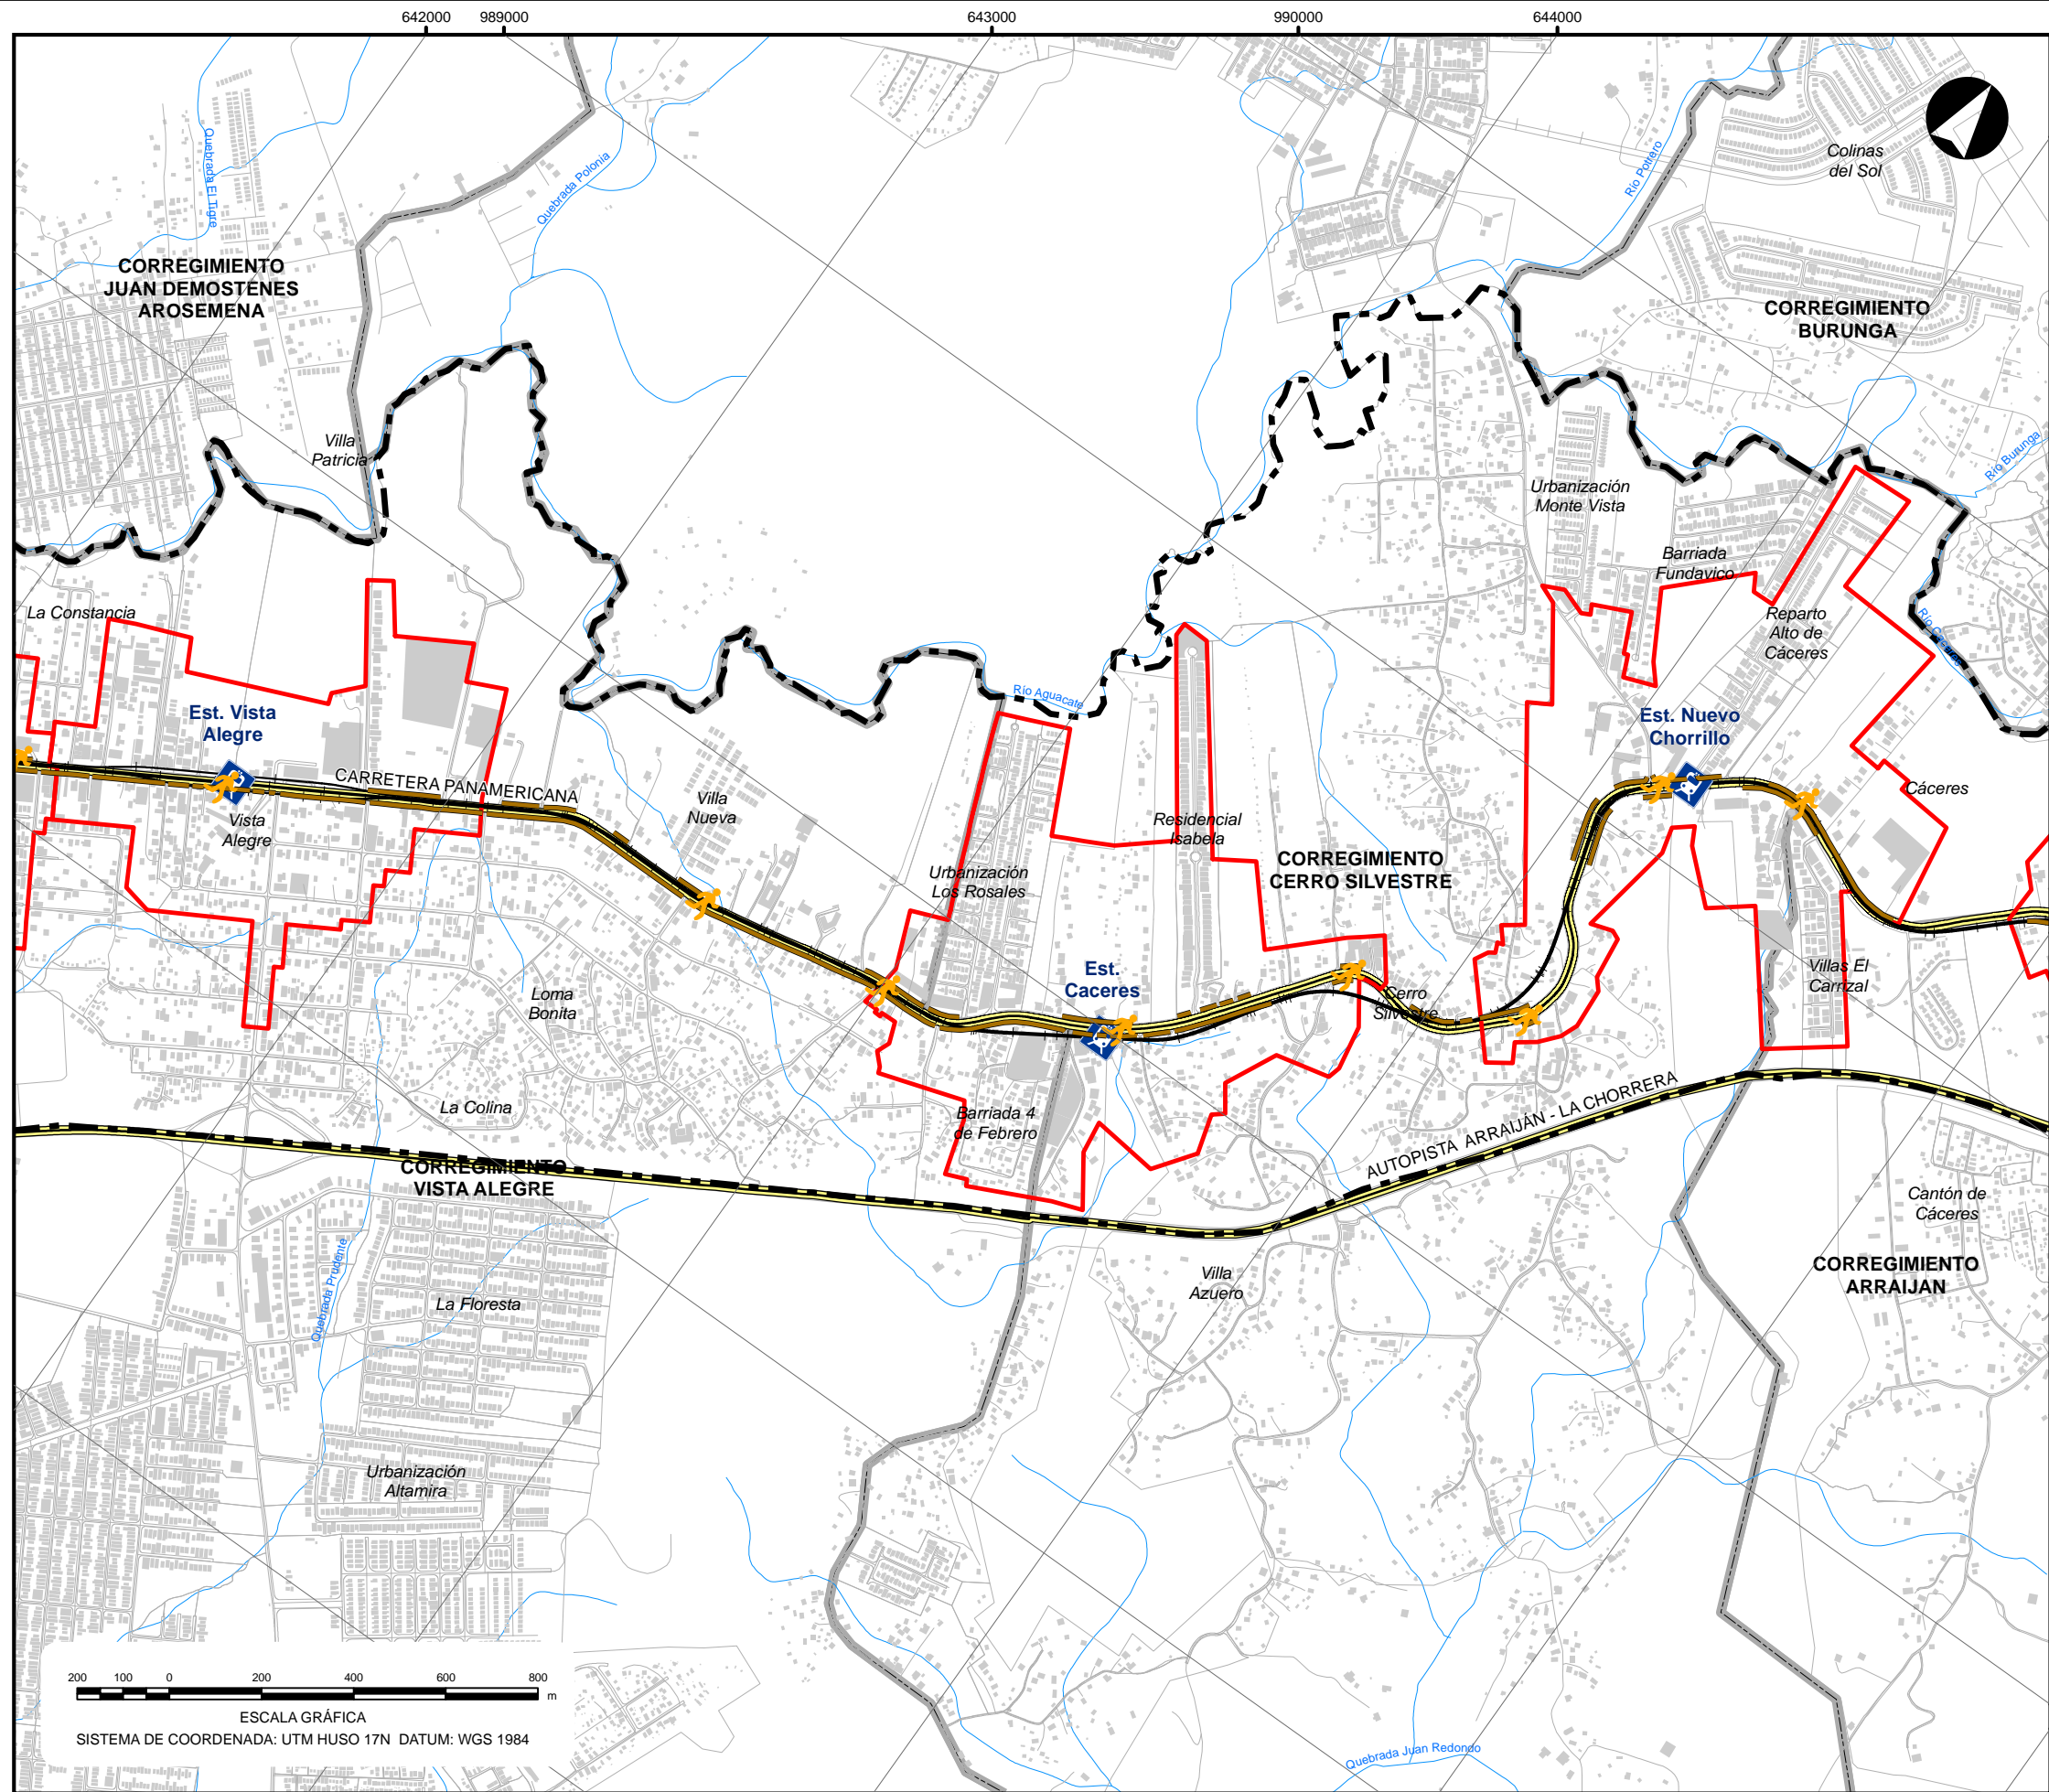 642000 989000 643000 990000 644000
Quebrada El Tigre
Quebrada Polonia
Río Potrero
Colinas
del Sol
CORREGIMIENTO
JUAN DEMOSTENES
AROSEMENA
CORREGIMIENTO
BURUNGA
Villa
Patricia
Río Burunga
Urbanización
Monte Vista
Barriada
Fundavico
La Constancia
Reparto
Alto de
Cáceres
Río Cáceres
Río Aguacate
Est. Vista
Alegre
Est. Nuevo
Chorrillo
CARRETERA PANAMERICANA
Cáceres
Villa
Nueva
Vista
Alegre
Residencial
Isabela
CORREGIMIENTO
CERRO SILVESTRE
Urbanización
Los Rosales
Est.
Caceres
Villas El
Carrizal
Loma
Bonita
Cerro
Silvestre
La Colina
Barriada 4
de Febrero
AUTOPISTA ARRAIJÁN - LA CHORRERA
CORREGIMIENTO
VISTA ALEGRE
Cantón de
Cáceres
Quebrada Prudente
La Floresta
Villa
Azuero
CORREGIMIENTO
ARRAIJAN
Urbanización
Altamira
200 100 0 200 400 600 800
m
ESCALA GRÁFICA
SISTEMA DE COORDENADA: UTM HUSO 17N DATUM: WGS 1984
Quebrada Juan Redondo